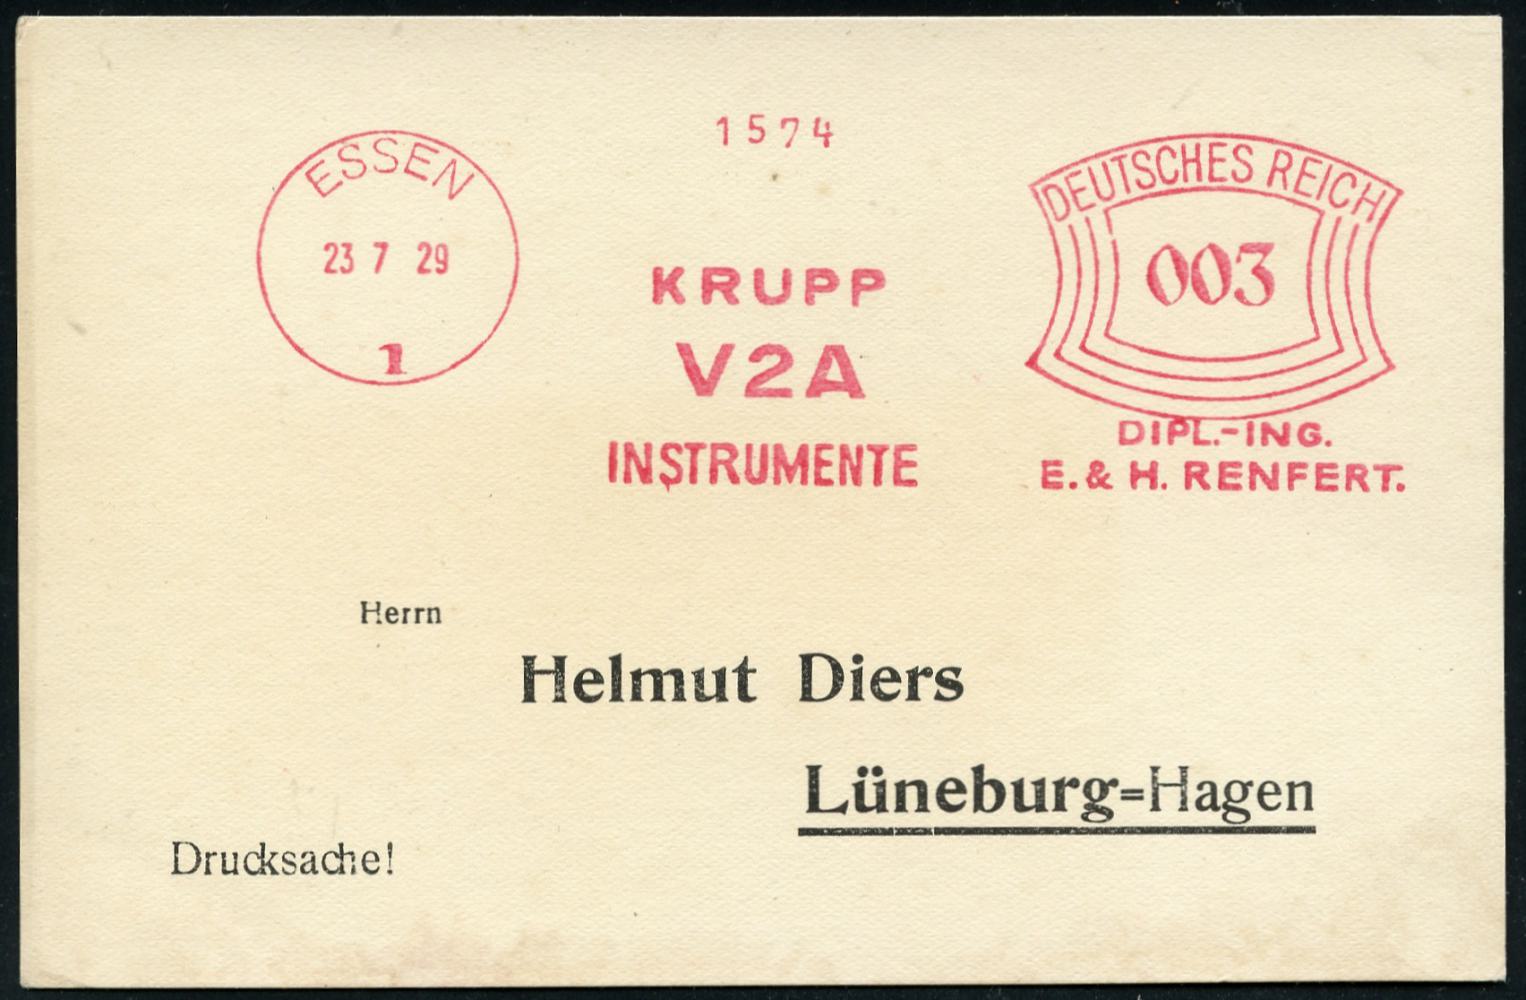 1574
ESSEN
23 7 29
1
KRUPP
V2A
INSTRUMENTE
DEUTSCHES REICH
003
DIPL.-ING.
E. & H. RENFERT.
Herrn
Helmut Diers
Lüneburg=Hagen
Drucksache!